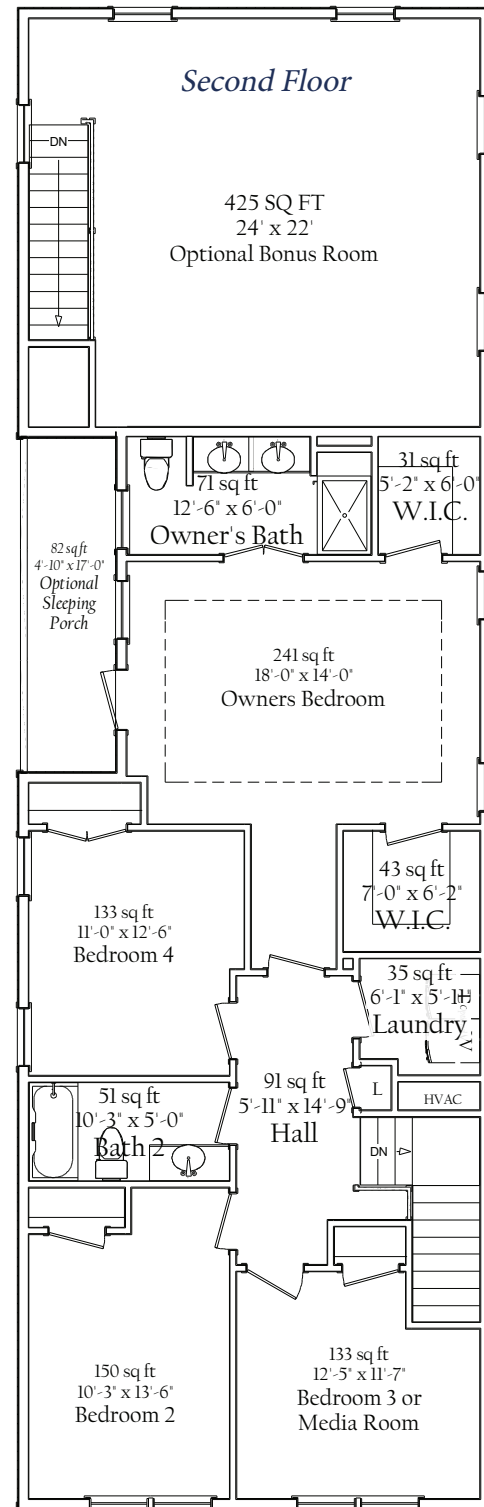 Second Floor
DN
425 SQ FT
24' x 22'
Optional Bonus Room
71 sq ft
12'-6" x 6'-0"
Owner's Bath
31 sq ft
5'-2" x 6'-0"
W.I.C.
82 sq ft
4'-10" x 17'-0"
Optional
Sleeping
Porch
241 sq ft
18'-0" x 14'-0"
Owners Bedroom
43 sq ft
7'-0" x 6'-2"
W.I.C.
133 sq ft
11'-0" x 12'-6"
Bedroom 4
35 sq ft
6'-1" x 5'-11"
Laundry
51 sq ft
10'-3" x 5'-0"
Bath 2
91 sq ft
5'-11" x 14'-9"
Hall
L
HVAC
DN
150 sq ft
10'-3" x 13'-6"
Bedroom 2
133 sq ft
12'-5" x 11'-7"
Bedroom 3 or
Media Room